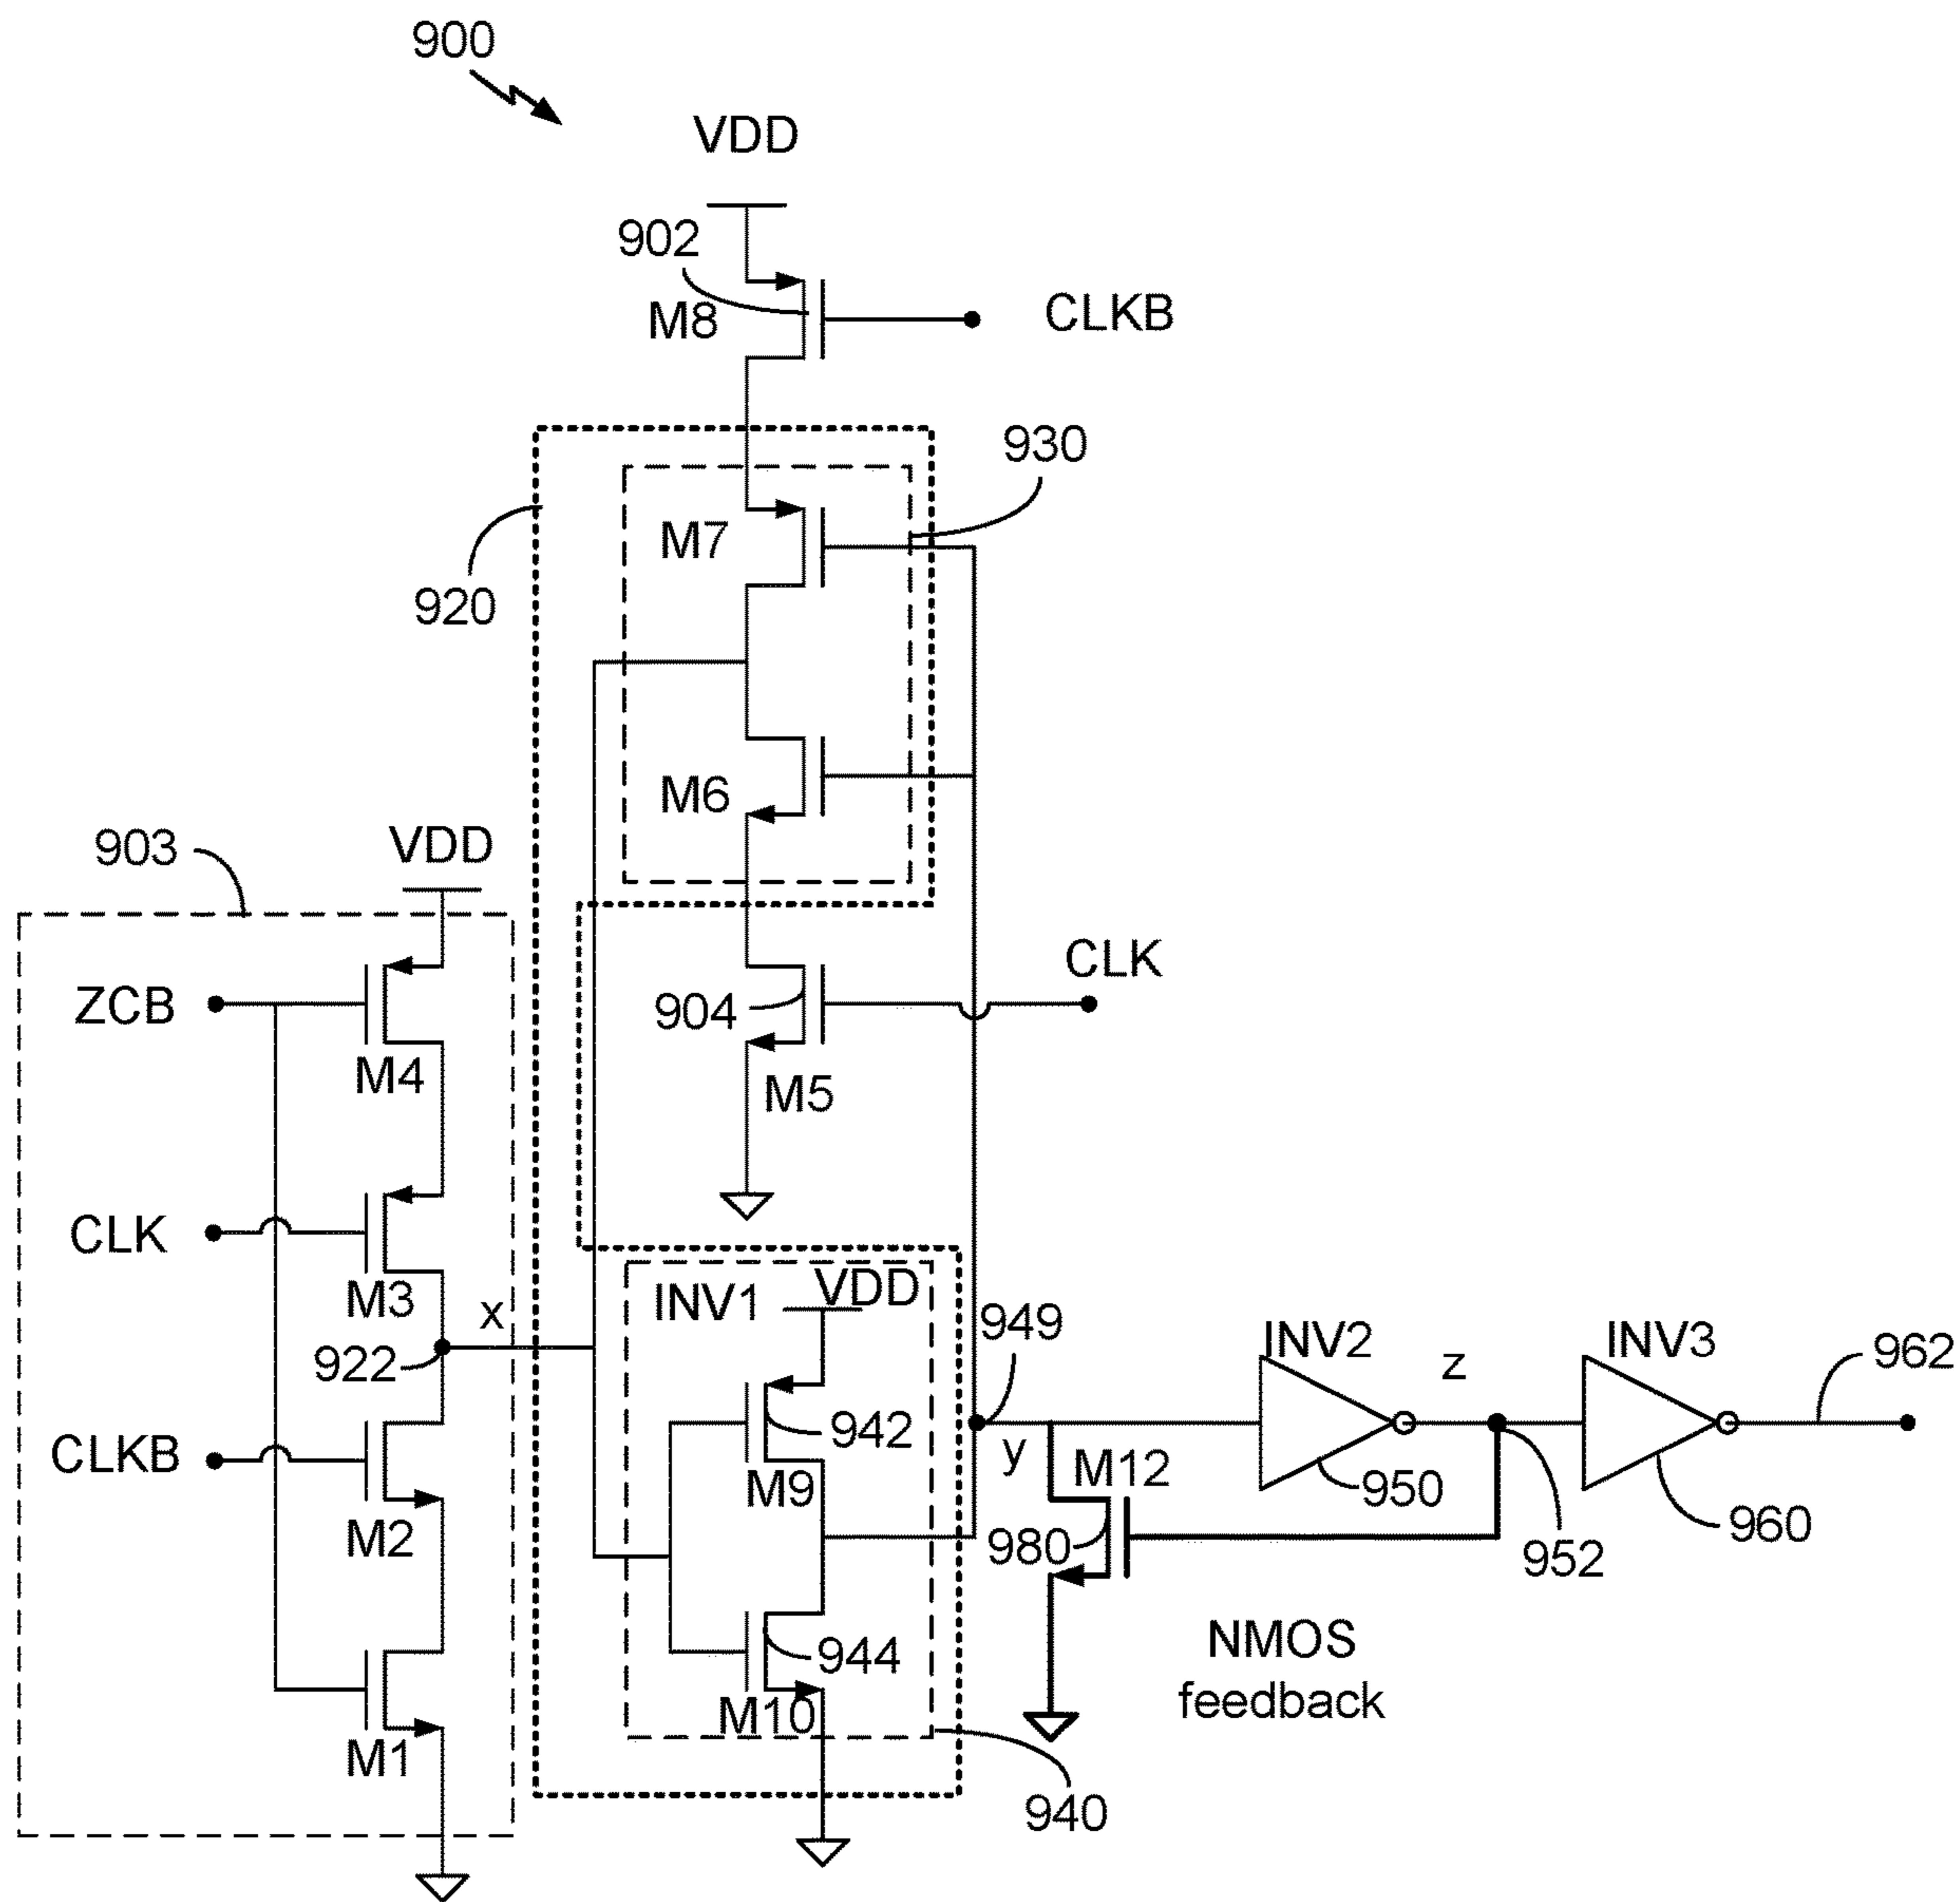 900
VDD
902
M8
CLKB
930
M7
920
M6
903
VDD
ZCB
904
CLK
M4
M5
CLK
M3
INV1
VDD
x
949
INV2
z
INV3
962
922
942
y
M12
CLKB
M9
950
M2
980
952
960
944
NMOS
feedback
M10
M1
940